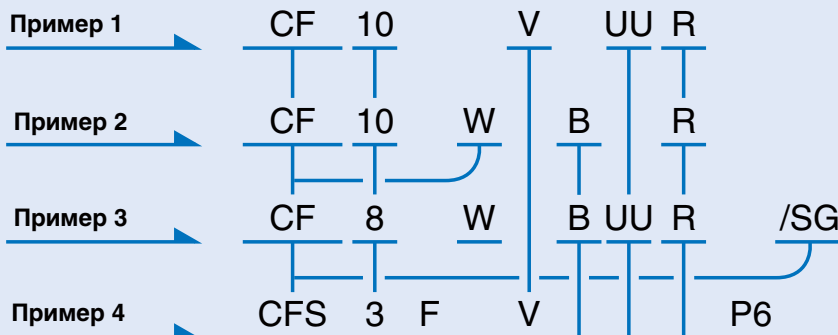 Пример 1 CF 10 V UU R
Пример 2 CF 10 W B R
Пример 3 CF 8 W B UU R /SG
Пример 4 CFS 3 F V P6